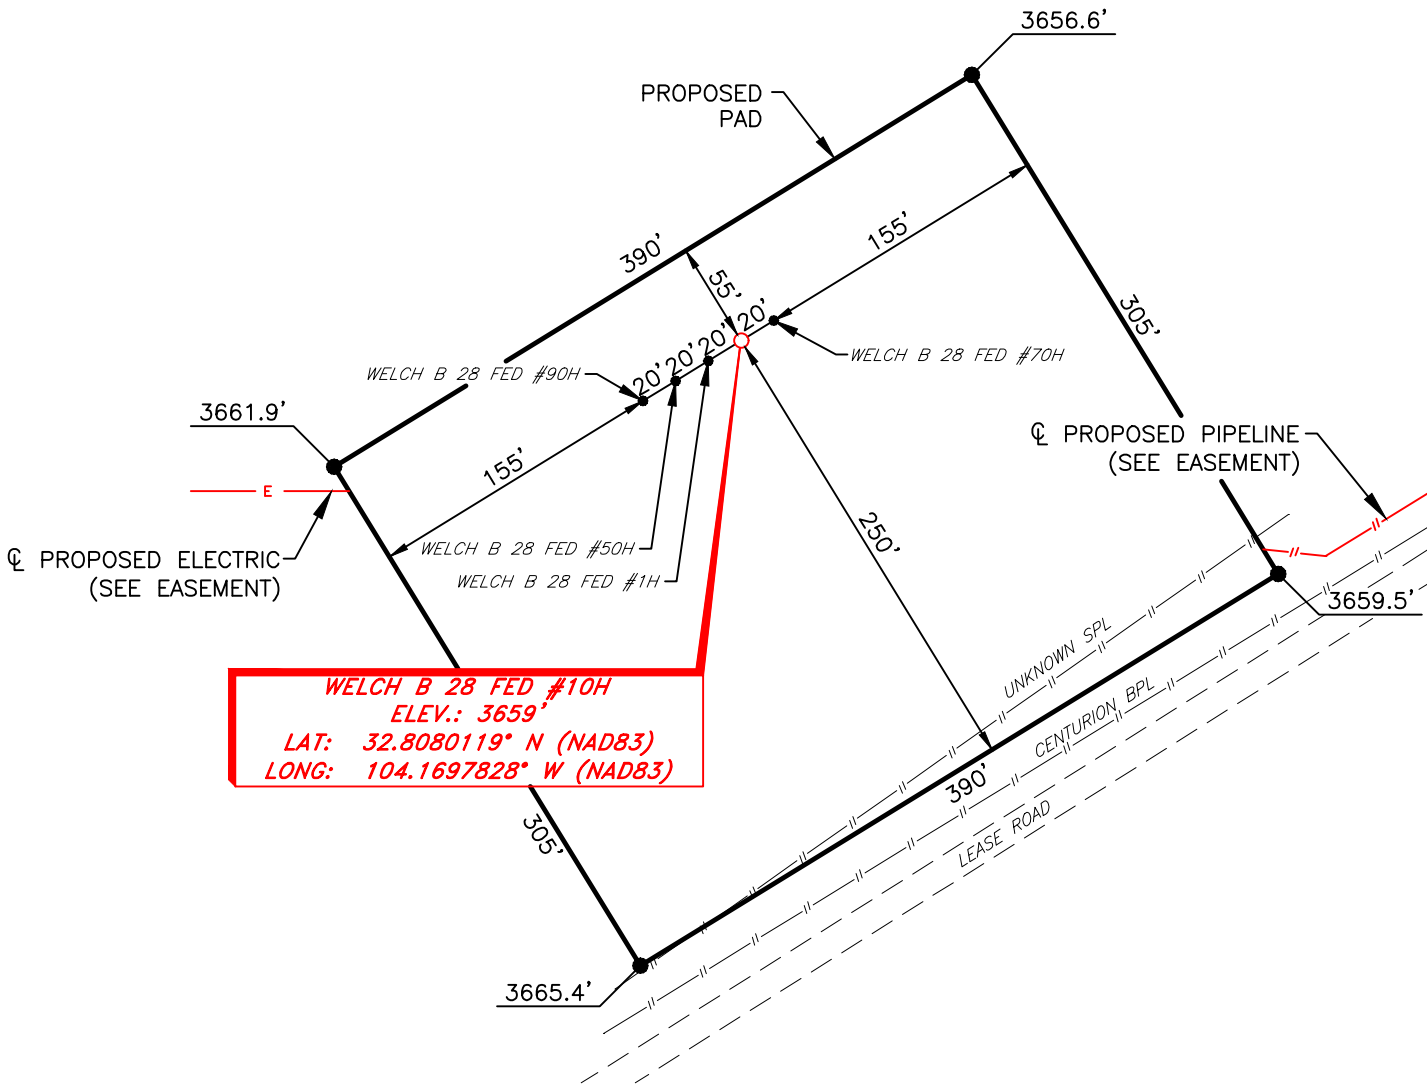 3656.6'
PROPOSED
PAD
390'
155'
55'
305'
20'
20'
20'
20'
WELCH B 28 FED #70H
WELCH B 28 FED #90H
3661.9'
155'
℄ PROPOSED PIPELINE
(SEE EASEMENT)
E
250'
℄ PROPOSED ELECTRIC
(SEE EASEMENT)
WELCH B 28 FED #50H
WELCH B 28 FED #1H
3659.5'
UNKNOWN SPL
CENTURION BPL
WELCH B 28 FED #10H
ELEV.: 3659'
LAT: 32.8080119° N (NAD83)
LONG: 104.1697828° W (NAD83)
390'
LEASE ROAD
305'
3665.4'